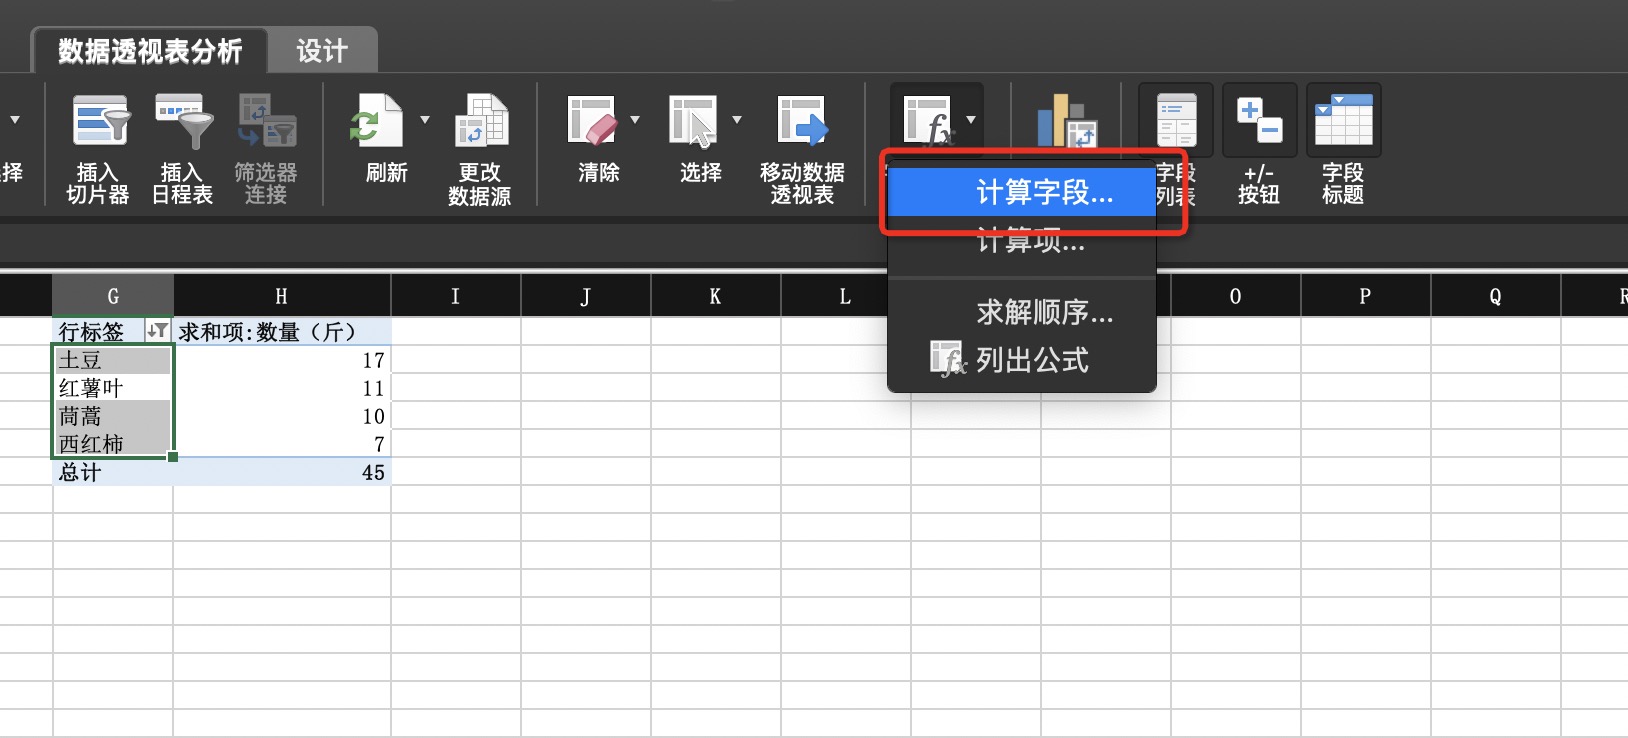 数据透视表分析 设计
择
插入
切片器
插入
日程表
筛选器
连接
刷新
更改
数据源
清除
选择
移动数据
透视表
fx
字段
列表
+/-
按钮
字段
标题
计算字段...
计算项...
求解顺序...
fx 列出公式
G H I J K L O P Q R
行标签 求和项:数量（斤）
土豆 17
红薯叶 11
茼蒿 10
西红柿 7
总计 45